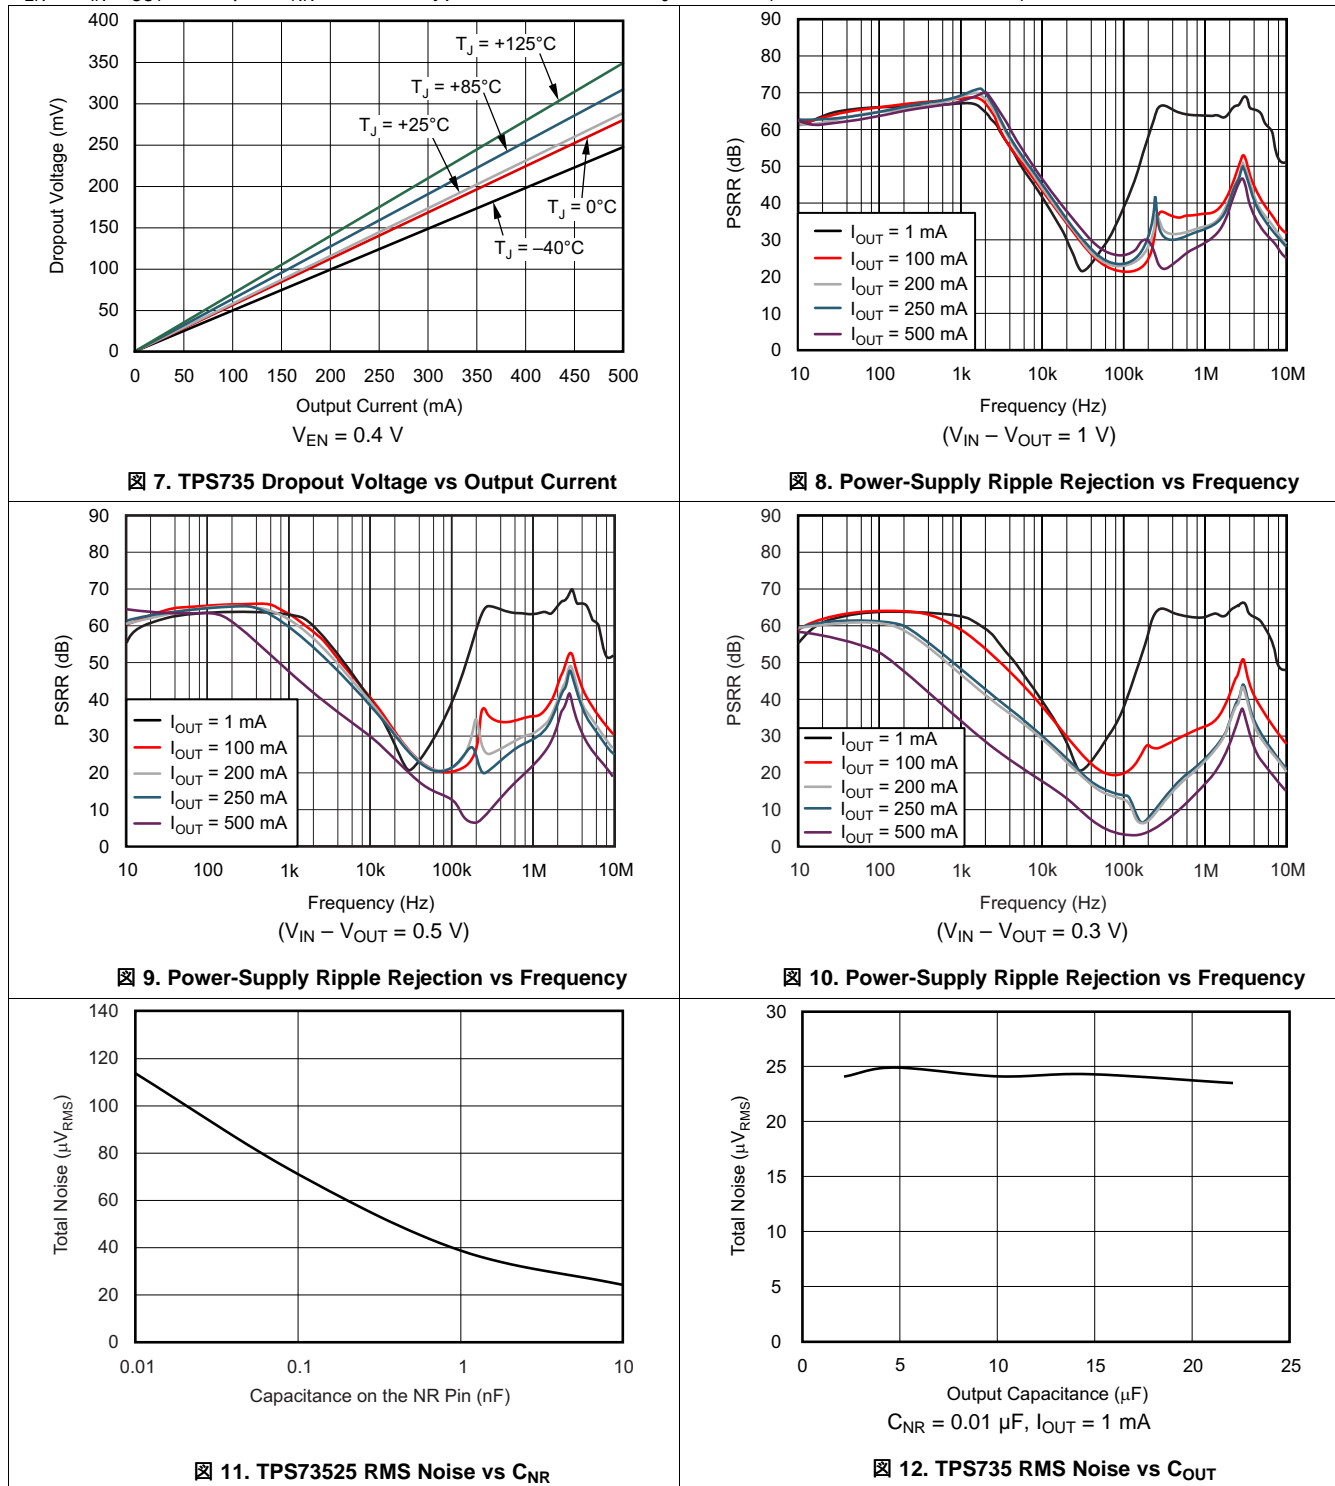 400
350
300
250
200
150
100
50
0
Dropout Voltage (mV)
T_J = +125°C
T_J = +85°C
T_J = +25°C
T_J = 0°C
T_J = –40°C
0 50 100 150 200 250 300 350 400 450 500
Output Current (mA)
V_EN = 0.4 V
図 7. TPS735 Dropout Voltage vs Output Current
90
80
70
60
50
40
30
20
10
0
PSRR (dB)
I_OUT = 1 mA
I_OUT = 100 mA
I_OUT = 200 mA
I_OUT = 250 mA
I_OUT = 500 mA
10 100 1k 10k 100k 1M 10M
Frequency (Hz)
(V_IN – V_OUT = 1 V)
図 8. Power-Supply Ripple Rejection vs Frequency
90
80
70
60
50
40
30
20
10
0
PSRR (dB)
I_OUT = 1 mA
I_OUT = 100 mA
I_OUT = 200 mA
I_OUT = 250 mA
I_OUT = 500 mA
10 100 1k 10k 100k 1M 10M
Frequency (Hz)
(V_IN – V_OUT = 0.5 V)
図 9. Power-Supply Ripple Rejection vs Frequency
90
80
70
60
50
40
30
20
10
0
PSRR (dB)
I_OUT = 1 mA
I_OUT = 100 mA
I_OUT = 200 mA
I_OUT = 250 mA
I_OUT = 500 mA
10 100 1k 10k 100k 1M 10M
Frequency (Hz)
(V_IN – V_OUT = 0.3 V)
図 10. Power-Supply Ripple Rejection vs Frequency
140
120
100
80
60
40
20
0
Total Noise (μV_RMS)
0.01 0.1 1 10
Capacitance on the NR Pin (nF)
図 11. TPS73525 RMS Noise vs C_NR
30
25
20
15
10
5
0
Total Noise (μV_RMS)
0 5 10 15 20 25
Output Capacitance (μF)
C_NR = 0.01 μF, I_OUT = 1 mA
図 12. TPS735 RMS Noise vs C_OUT